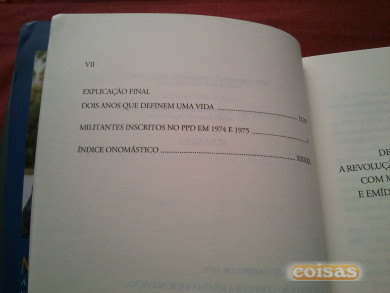 VII
EXPLICAÇÃO FINAL
DOIS ANOS QUE DEFINEM UMA VIDA
MILITANTES INSCRITOS NO PPD EM 1974 E 1975
ÍNDICE ONOMÁSTICO
A REVOLUÇÃ
COM M
E EMÍD
coisas